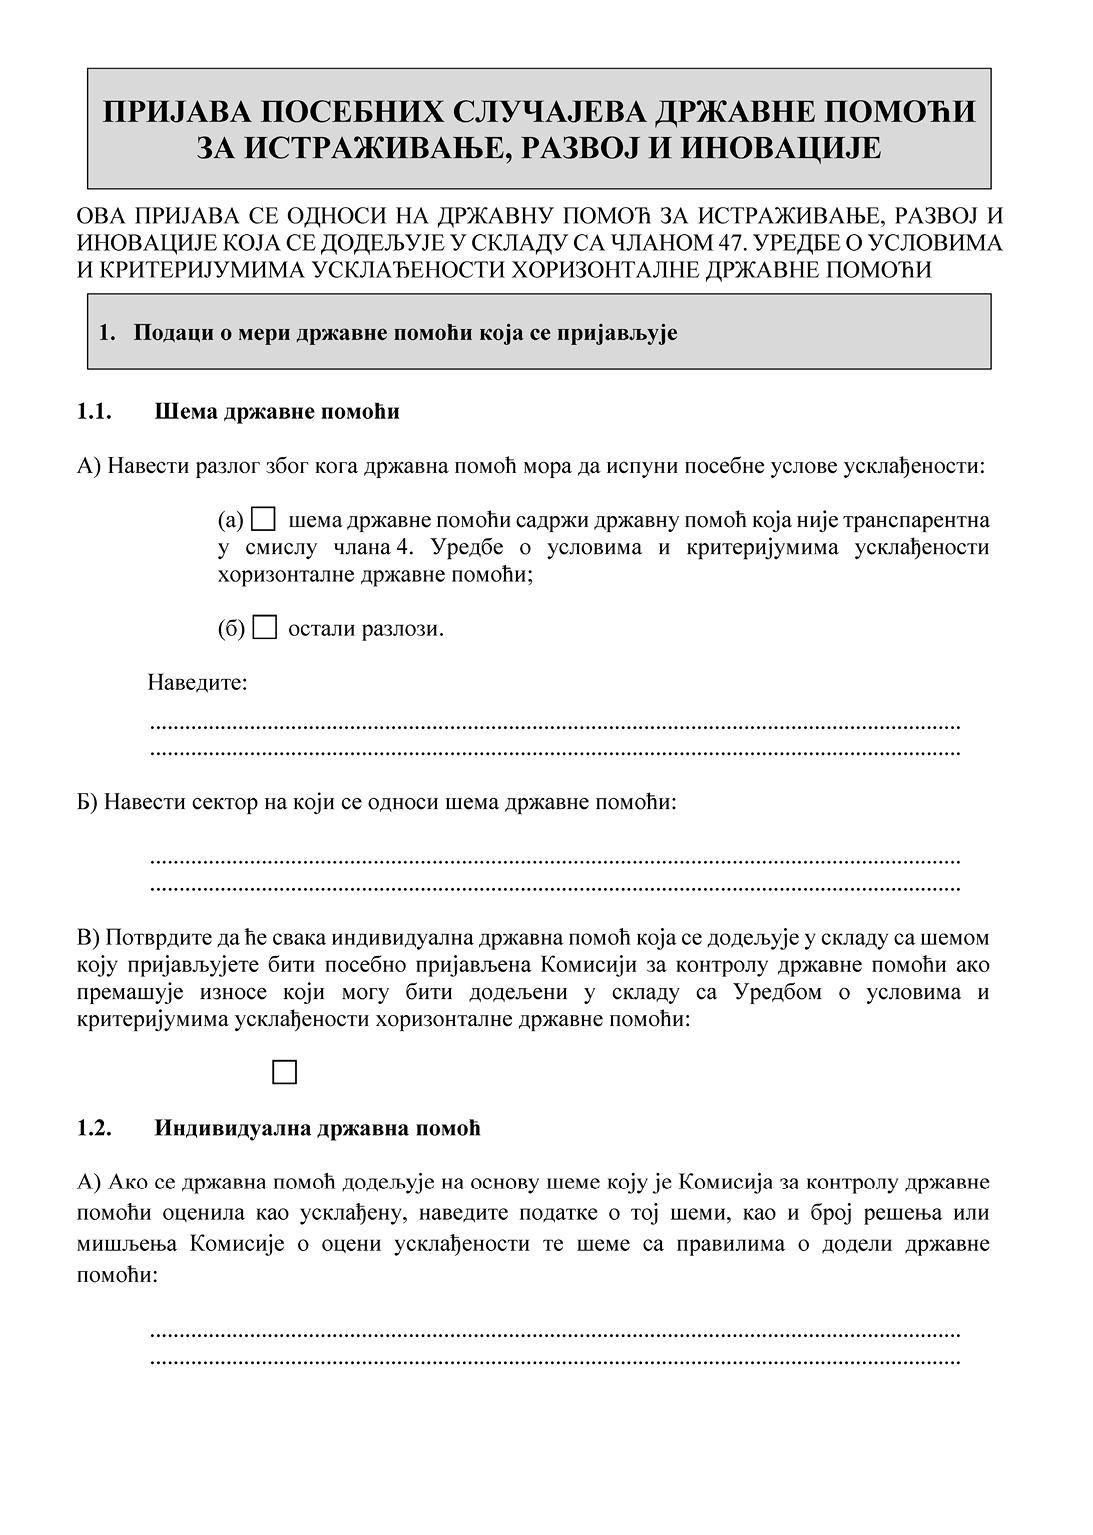 ПРИЈАВА ПОСЕБНИХ СЛУЧАЈЕВА ДРЖАВНЕ ПОМОЋИ
ЗА ИСТРАЖИВАЊЕ, РАЗВОЈ И ИНОВАЦИЈЕ
ОВА ПРИЈАВА СЕ ОДНОСИ НА ДРЖАВНУ ПОМОЋ ЗА ИСТРАЖИВАЊЕ, РАЗВОЈ И
ИНОВАЦИЈЕ КОЈА СЕ ДОДЕЉУЈЕ У СКЛАДУ СА ЧЛАНОМ 47. УРЕДБЕ О УСЛОВИМА
И КРИТЕРИЈУМИМА УСКЛАЂЕНОСТИ ХОРИЗОНТАЛНЕ ДРЖАВНЕ ПОМОЋИ
1. Подаци о мери државне помоћи која се пријављује
1.1. Шема државне помоћи
А) Навести разлог због кога државна помоћ мора да испуни посебне услове усклађености:
(а) ☐ шема државне помоћи садржи државну помоћ која није транспарентна
у смислу члана 4. Уредбе о условима и критеријумима усклађености
хоризонталне државне помоћи;
(б) ☐ остали разлози.
Наведите:
..........................................................................................................................................
..........................................................................................................................................
Б) Навести сектор на који се односи шема државне помоћи:
..........................................................................................................................................
..........................................................................................................................................
В) Потврдите да ће свака индивидуална државна помоћ која се додељује у складу са шемом
коју пријављујете бити посебно пријављена Комисији за контролу државне помоћи ако
премашује износе који могу бити додељени у складу са Уредбом о условима и
критеријумима усклађености хоризонталне државне помоћи:
☐
1.2. Индивидуална државна помоћ
А) Ако се државна помоћ додељује на основу шеме коју је Комисија за контролу државне
помоћи оценила као усклађену, наведите податке о тој шеми, као и број решења или
мишљења Комисије о оцени усклађености те шеме са правилима о додели државне
помоћи:
..........................................................................................................................................
..........................................................................................................................................